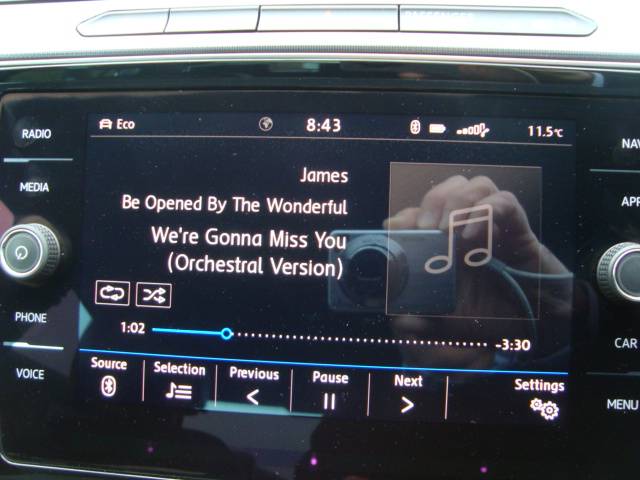 PASSENGER
RADIO
MEDIA
PHONE
VOICE
Eco 8:43 11.5°C
James
Be Opened By The Wonderful
We're Gonna Miss You
(Orchestral Version)
1:02 -3:30
Source Selection Previous Pause Next Settings
NAV
APP
CAR
MENU